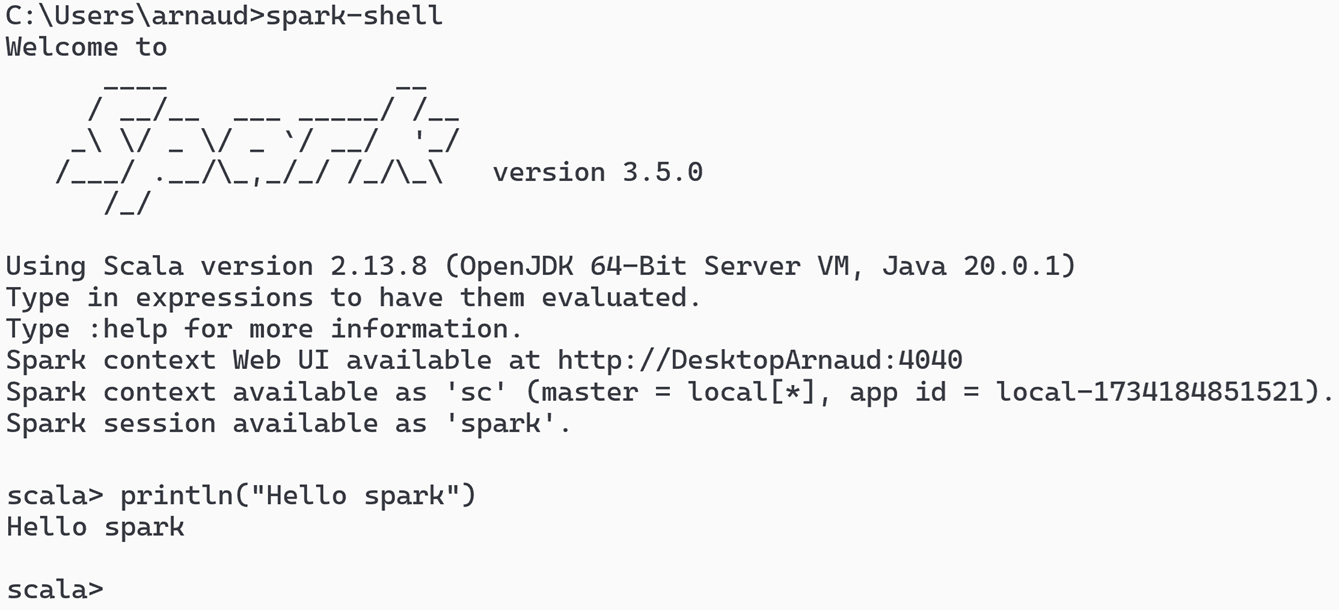 C:\Users\arnaud>spark-shell
Welcome to
      ____              __
     / __/__  ___ _____/ /__
    _\ \/ _ \/ _ `/ __/  '_/
   /___/ .__/\_,_/_/ /_/\_\   version 3.5.0
      /_/

Using Scala version 2.13.8 (OpenJDK 64-Bit Server VM, Java 20.0.1)
Type in expressions to have them evaluated.
Type :help for more information.
Spark context Web UI available at http://DesktopArnaud:4040
Spark context available as 'sc' (master = local[*], app id = local-1734184851521).
Spark session available as 'spark'.

scala> println("Hello spark")
Hello spark

scala>